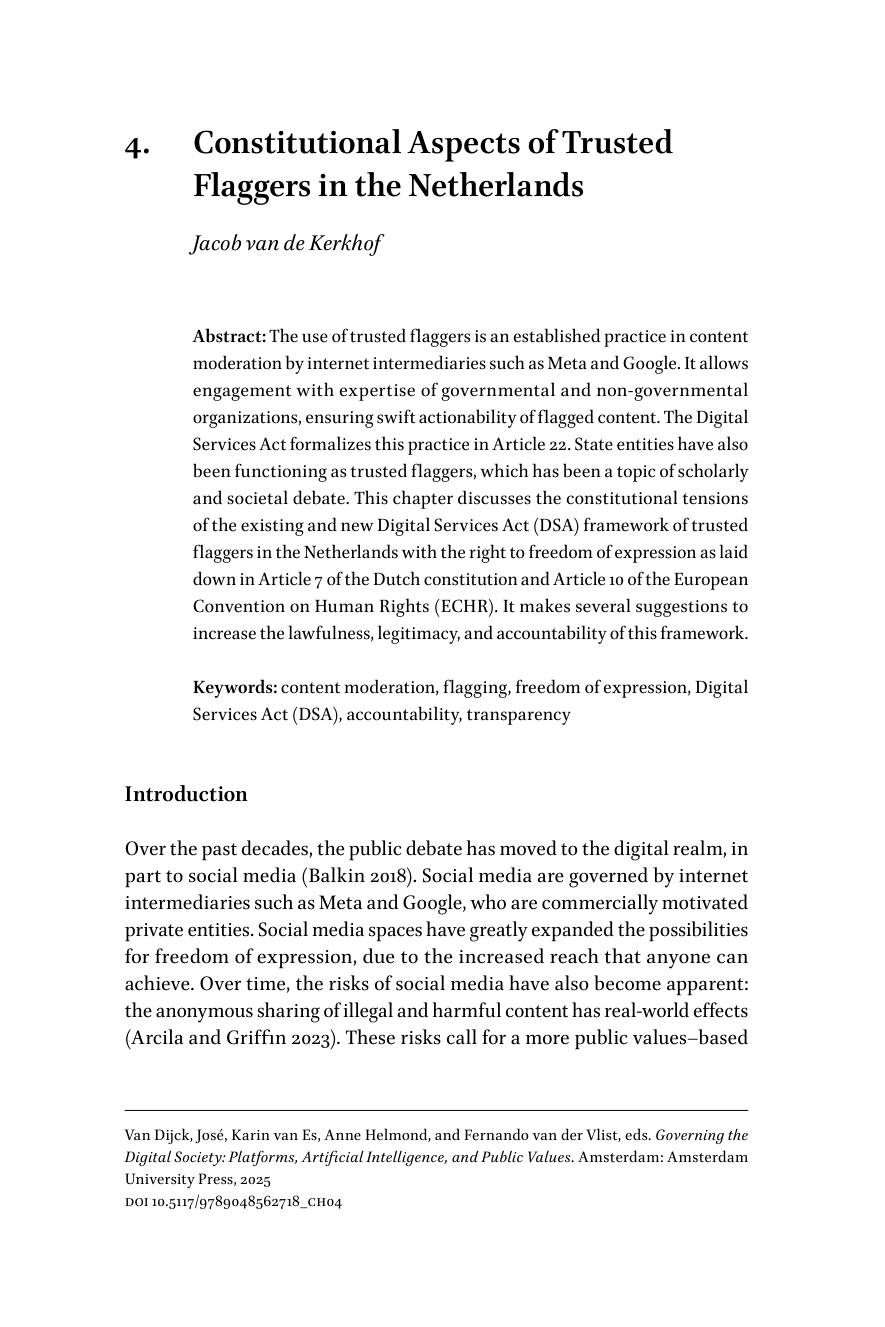 4. Constitutional Aspects of Trusted
Flaggers in the Netherlands
Jacob van de Kerkhof
Abstract: The use of trusted flaggers is an established practice in content
moderation by internet intermediaries such as Meta and Google. It allows
engagement with expertise of governmental and non-governmental
organizations, ensuring swift actionability of flagged content. The Digital
Services Act formalizes this practice in Article 22. State entities have also
been functioning as trusted flaggers, which has been a topic of scholarly
and societal debate. This chapter discusses the constitutional tensions
of the existing and new Digital Services Act (DSA) framework of trusted
flaggers in the Netherlands with the right to freedom of expression as laid
down in Article 7 of the Dutch constitution and Article 10 of the European
Convention on Human Rights (ECHR). It makes several suggestions to
increase the lawfulness, legitimacy, and accountability of this framework.
Keywords: content moderation, flagging, freedom of expression, Digital
Services Act (DSA), accountability, transparency
Introduction
Over the past decades, the public debate has moved to the digital realm, in
part to social media (Balkin 2018). Social media are governed by internet
intermediaries such as Meta and Google, who are commercially motivated
private entities. Social media spaces have greatly expanded the possibilities
for freedom of expression, due to the increased reach that anyone can
achieve. Over time, the risks of social media have also become apparent:
the anonymous sharing of illegal and harmful content has real-world effects
(Arcila and Griffin 2023). These risks call for a more public values–based
Van Dijck, José, Karin van Es, Anne Helmond, and Fernando van der Vlist, eds. Governing the
Digital Society: Platforms, Artificial Intelligence, and Public Values. Amsterdam: Amsterdam
University Press, 2025
DOI 10.5117/9789048562718_CH04